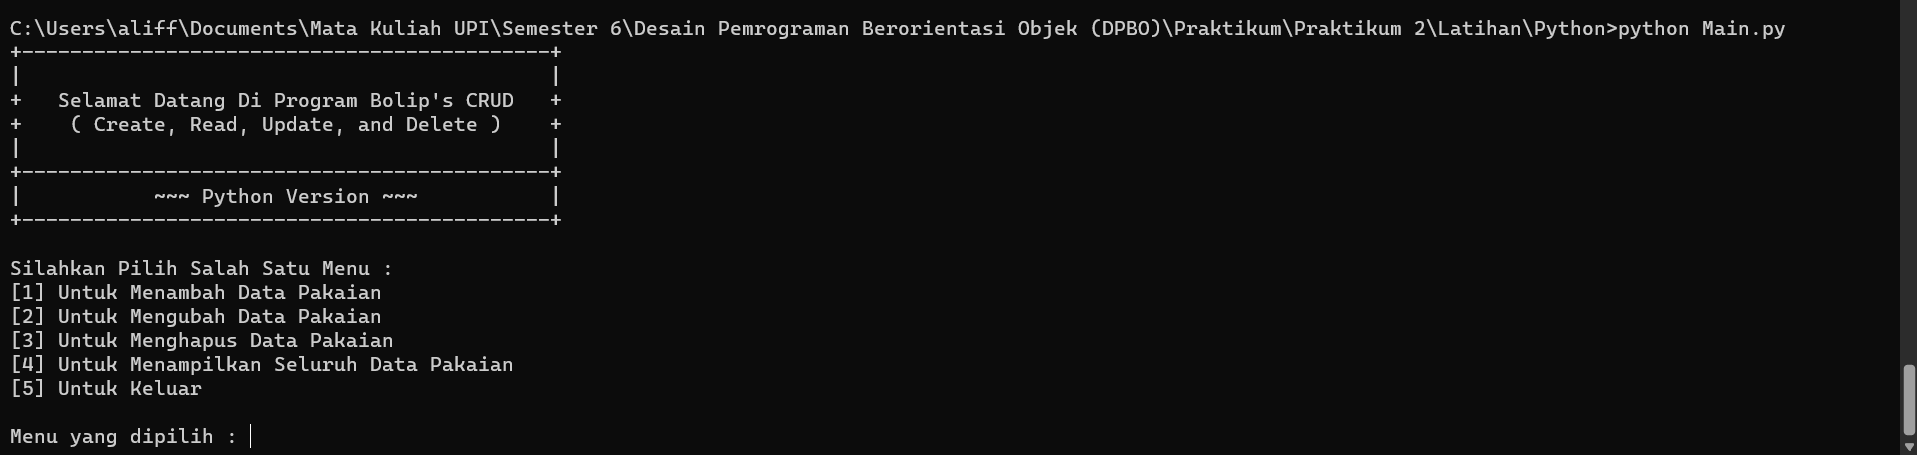 C:\Users\aliff\Documents\Mata Kuliah UPI\Semester 6\Desain Pemrograman Berorientasi Objek (DPBO)\Praktikum\Praktikum 2\Latihan\Python>python Main.py
+--------------------------------------------+
|                                            |
+   Selamat Datang Di Program Bolip's CRUD   +
+    ( Create, Read, Update, and Delete )    +
|                                            |
+--------------------------------------------+
|           ~~~ Python Version ~~~           |
+--------------------------------------------+

Silahkan Pilih Salah Satu Menu :
[1] Untuk Menambah Data Pakaian
[2] Untuk Mengubah Data Pakaian
[3] Untuk Menghapus Data Pakaian
[4] Untuk Menampilkan Seluruh Data Pakaian
[5] Untuk Keluar

Menu yang dipilih :